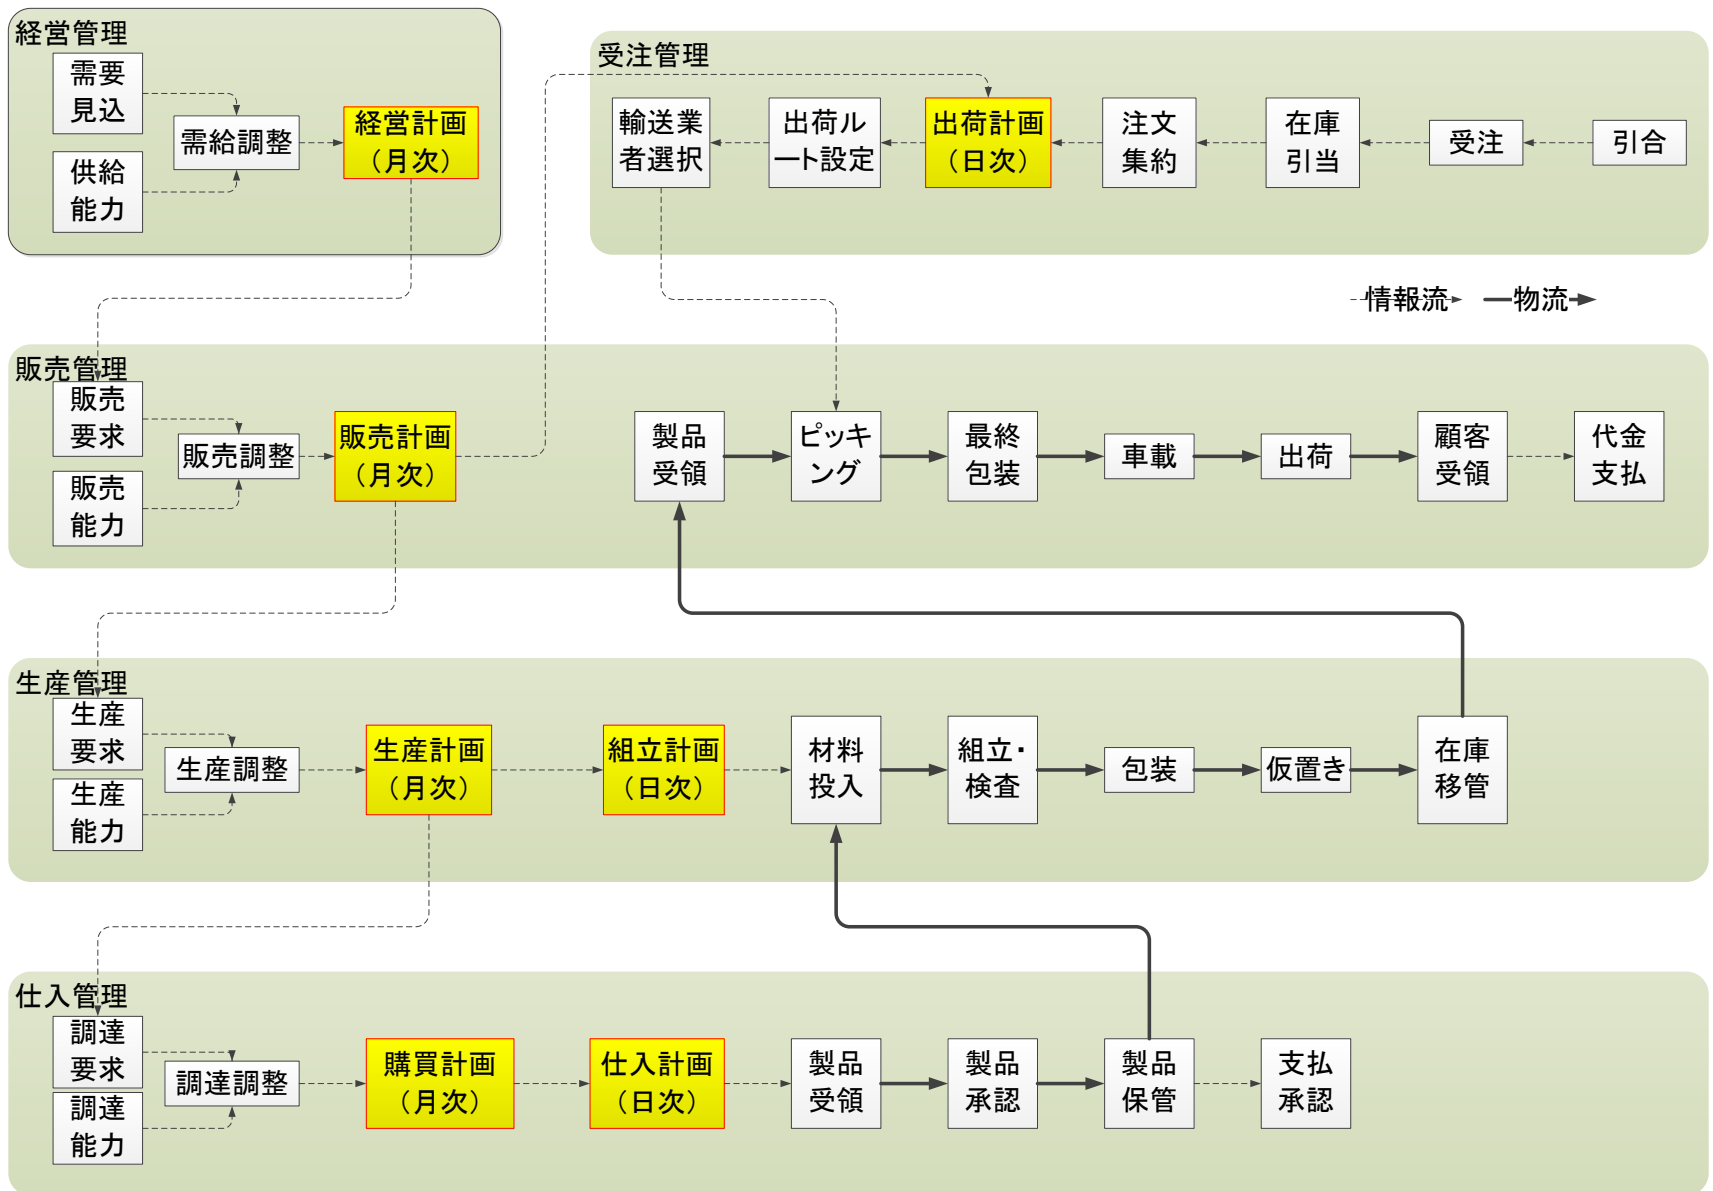 経営管理
需要
見込
供給
能力
需給調整
経営計画
（月次）
受注管理
輸送業
者選択
出荷ル
ート設定
出荷計画
（日次）
注文
集約
在庫
引当
受注
引合
情報流
物流
販売管理
販売
要求
販売
能力
販売調整
販売計画
（月次）
製品
受領
ピッキ
ング
最終
包装
車載
出荷
顧客
受領
代金
支払
生産管理
生産
要求
生産
能力
生産調整
生産計画
（月次）
組立計画
（日次）
材料
投入
組立・
検査
包装
仮置き
在庫
移管
仕入管理
調達
要求
調達
能力
調達調整
購買計画
（月次）
仕入計画
（日次）
製品
受領
製品
承認
製品
保管
支払
承認